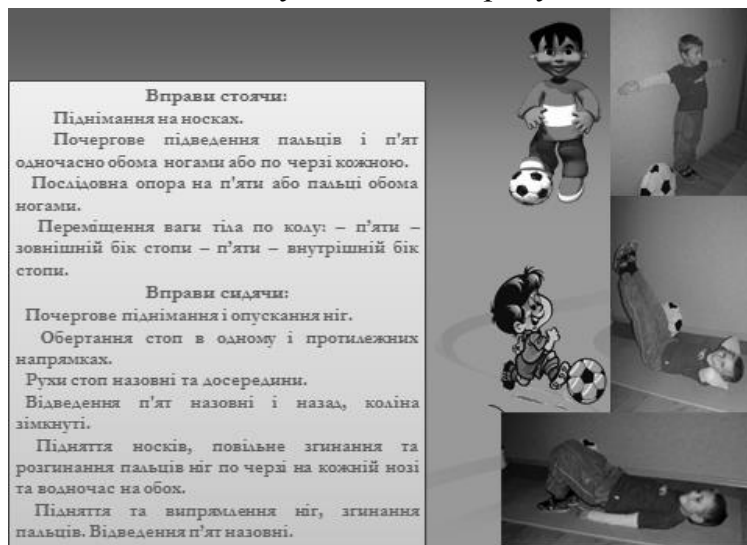 Вправи стоячи:
Піднімання на носках.
Почергове підведення пальців і п'ят
одночасно обома ногами або по черзі кожною.
Послідовна опора на п'яти або пальці обома
ногами.
Переміщення ваги тіла по колу: – п'яти –
зовнішній бік стопи – п'яти – внутрішній бік
стопи.
Вправи сидячи:
Почергове піднімання і опускання ніг.
Обертання стоп в одному і протилежних
напрямках.
Рухи стоп назовні та досередини.
Відведення п'ят назовні і назад, коліна
зімкнуті.
Підняття носків, повільне згинання та
розгинання пальців ніг по черзі на кожній нозі
та водночас на обох.
Підняття та випрямлення ніг, згинання
пальців. Відведення п'ят назовні.